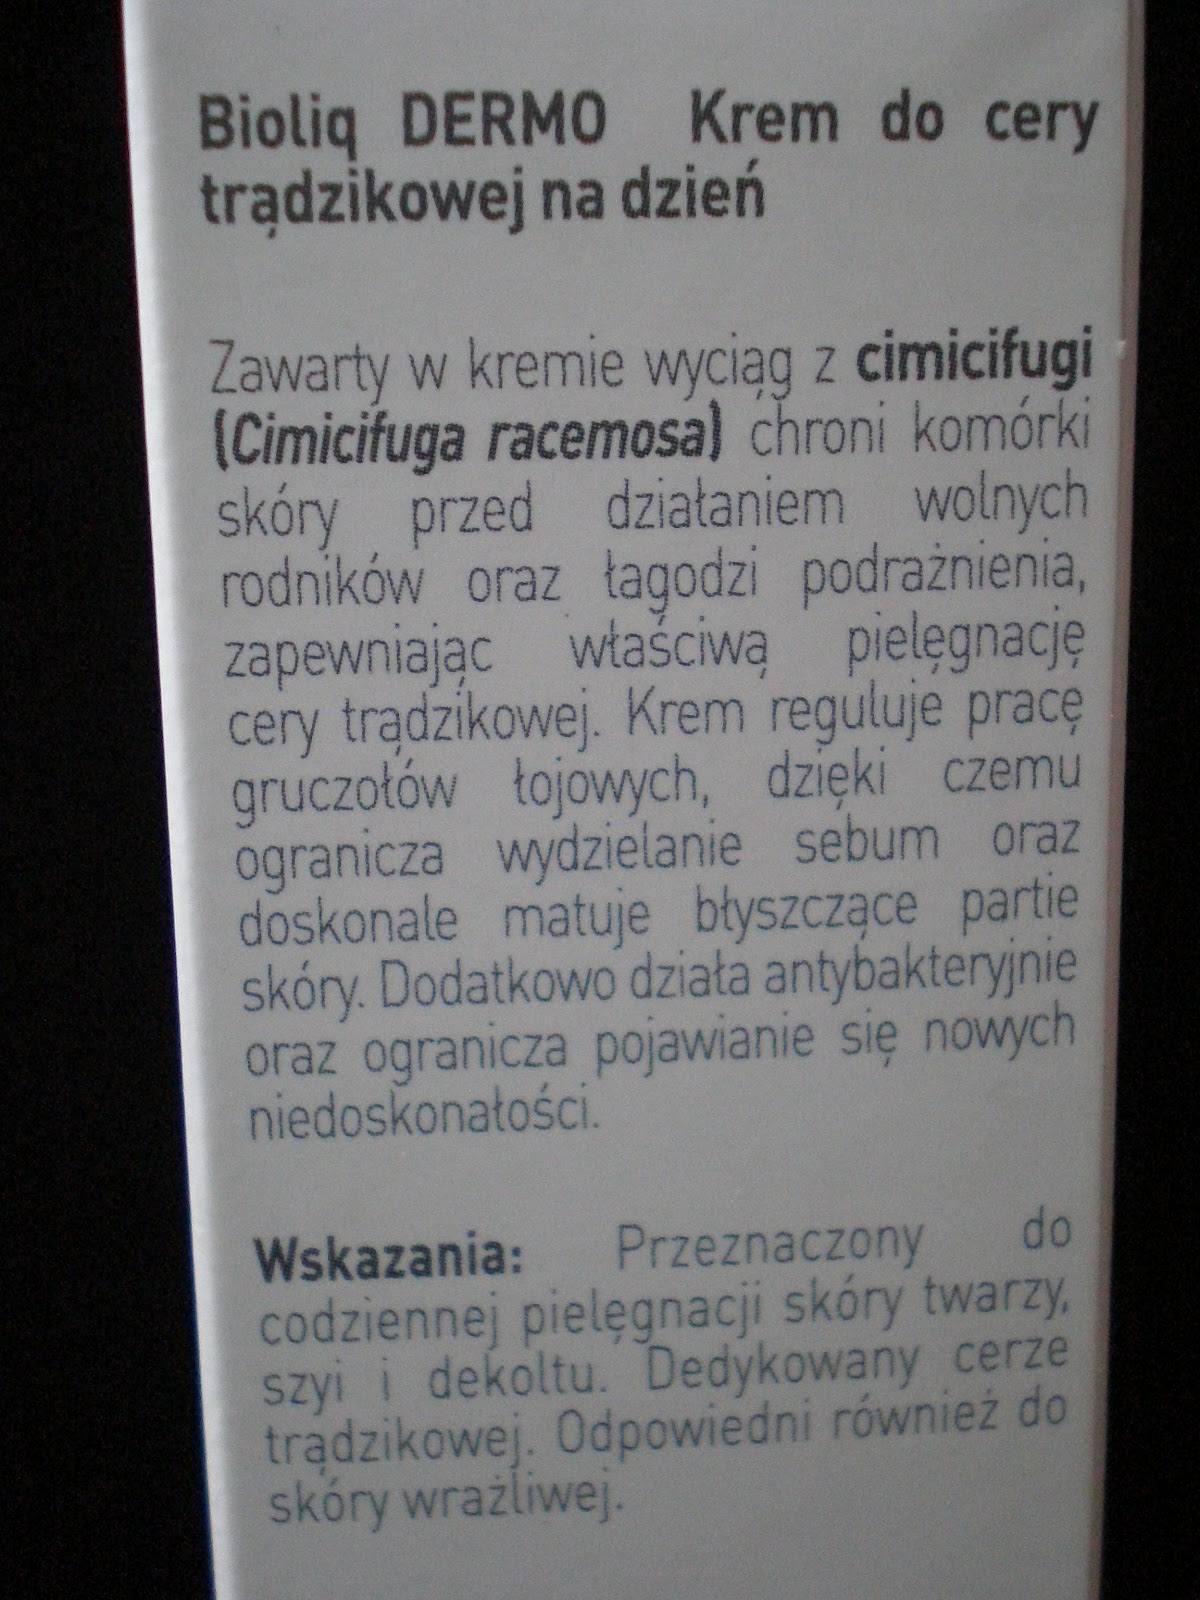 Bioliq DERMO Krem do cery
trądzikowej na dzień
Zawarty w kremie wyciąg z cimicifugi
(Cimicifuga racemosa) chroni komórki
skóry przed działaniem wolnych
rodników oraz łagodzi podrażnienia,
zapewniając właściwą pielęgnację
cery trądzikowej. Krem reguluje pracę
gruczołów łojowych, dzięki czemu
ogranicza wydzielanie sebum oraz
doskonale matuje błyszczące partie
skóry. Dodatkowo działa antybakteryjnie
oraz ogranicza pojawianie się nowych
niedoskonałości.
Wskazania: Przeznaczony do
codziennej pielęgnacji skóry twarzy,
szyi i dekoltu. Dedykowany cerze
trądzikowej. Odpowiedni również do
skóry wrażliwej.